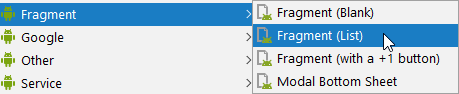 Fragment
Google
Other
Service
Fragment (Blank)
Fragment (List)
Fragment (with a +1 button)
Modal Bottom Sheet